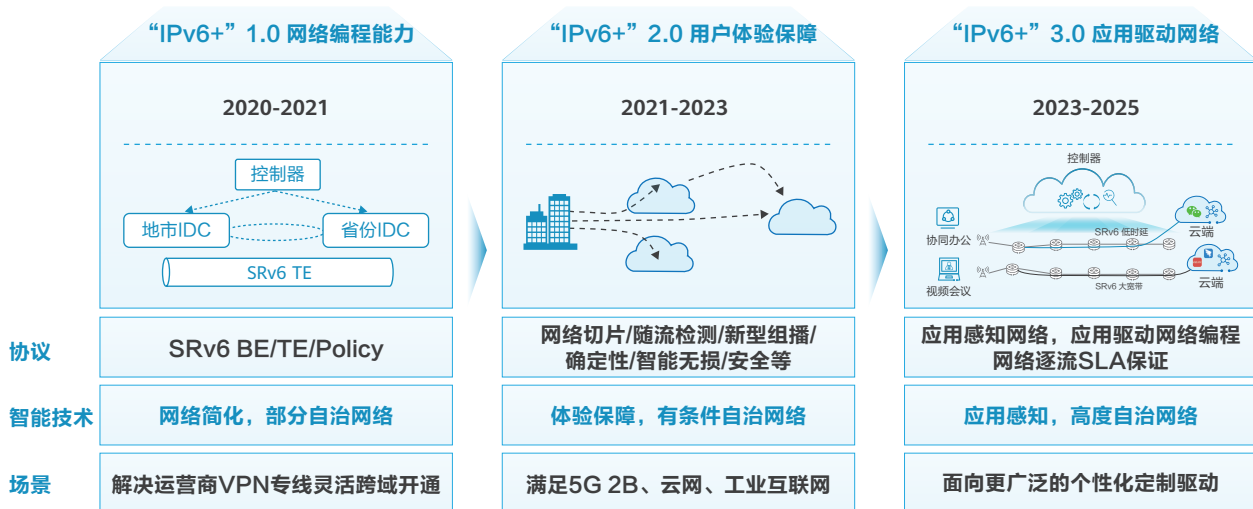 “IPv6+” 1.0 网络编程能力
2020-2021
控制器
地市IDC
省份IDC
SRv6 TE
“IPv6+” 2.0 用户体验保障
2021-2023
“IPv6+” 3.0 应用驱动网络
2023-2025
控制器
协同办公
SRv6 低时延
云端
视频会议
SRv6 大宽带
云端
协议
SRv6 BE/TE/Policy
网络切片/随流检测/新型组播/
确定性/智能无损/安全等
应用感知网络，应用驱动网络编程
网络逐流SLA保证
智能技术
网络简化，部分自治网络
体验保障，有条件自治网络
应用感知，高度自治网络
场景
解决运营商VPN专线灵活跨域开通
满足5G 2B、云网、工业互联网
面向更广泛的个性化定制驱动